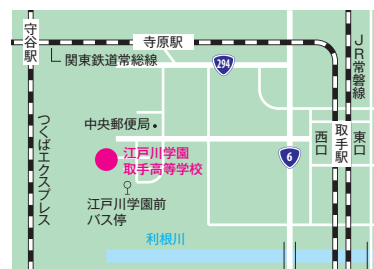 守谷駅
寺原駅
関東鉄道常総線
294
JR常磐線
中央郵便局
江戸川学園
取手高等学校
6
西口
取手駅
東口
つくばエクスプレス
江戸川学園前
バス停
利根川